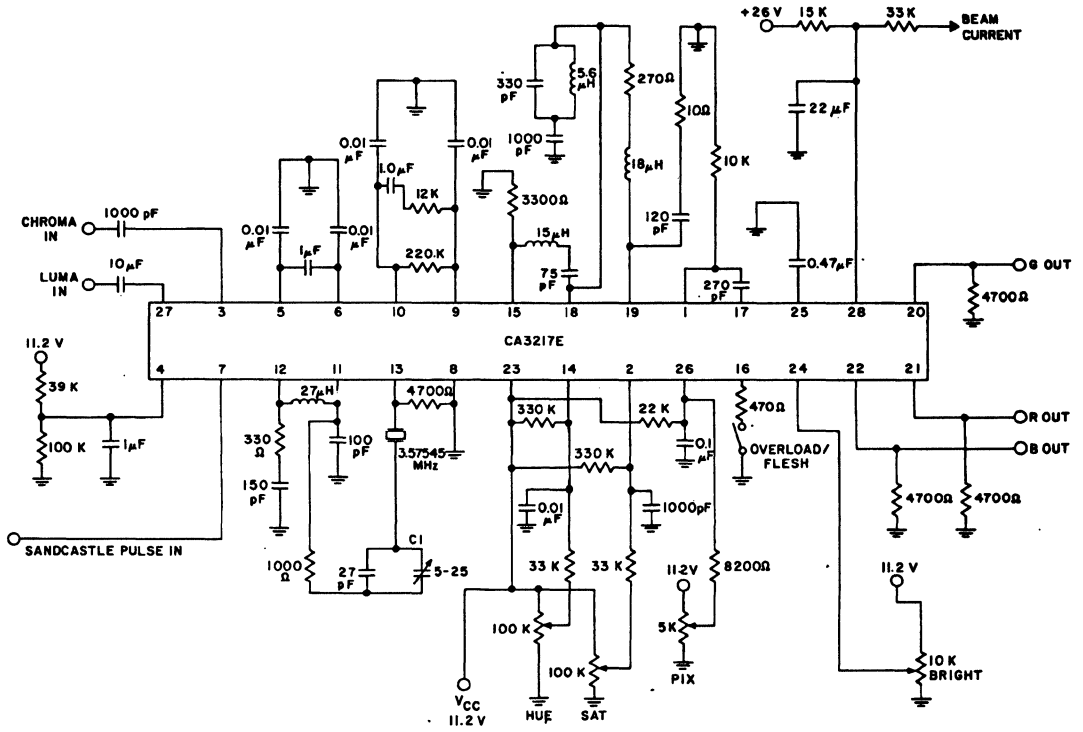 +26 V
15 K
33 K
BEAM
CURRENT
330
pF
5.6
μH
270Ω
10Ω
22 μF
0.01
μF
0.01
μF
1000
pF
18μH
10 K
1.0μF
12K
3300Ω
CHROMA
IN
1000 pF
0.01
μF
0.01
μF
1μF
220.K
15μH
75
pF
120
pF
270
pF
0.47μF
G OUT
4700Ω
LUMA
IN
10μF
27 3 5 6 10 9 15 18 19 1 17 25 28 20
CA3217E
4 7 12 11 13 8 23 14 2 26 16 24 22 21
11.2 V
39 K
100 K
1μF
27μH
330
Ω
100
pF
150
pF
4700Ω
3.57545
MHz
330 K
22 K
330 K
0.1
μF
470Ω
OVERLOAD/
FLESH
R OUT
B OUT
4700Ω
4700Ω
0.01
μF
1000pF
SANDCASTLE PULSE IN
1000
Ω
27
pF
C1
5-25
33 K
33 K
11.2V
8200Ω
11.2 V
100 K
5K
PIX
100 K
10 K
BRIGHT
VCC
11.2 V
HUE
SAT